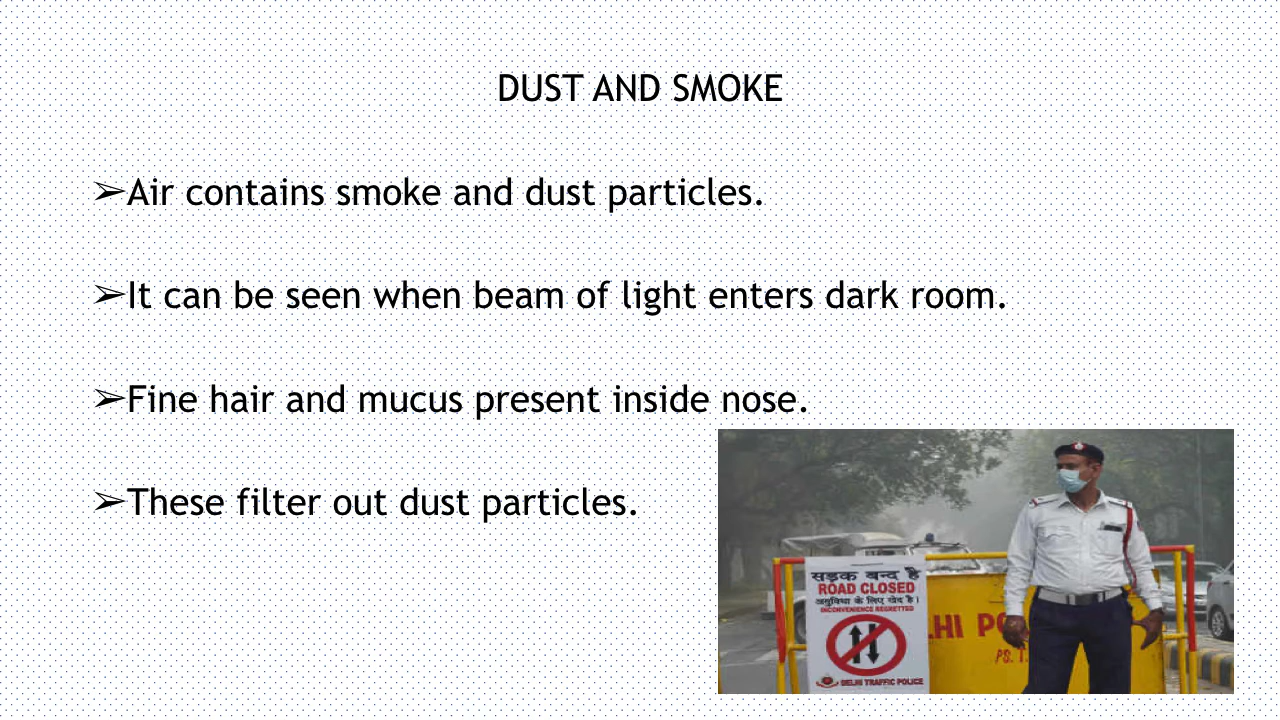 DUST AND SMOKE
➢Air contains smoke and dust particles.
➢It can be seen when beam of light enters dark room.
➢Fine hair and mucus present inside nose.
➢These filter out dust particles.
सड़क बन्द है
ROAD CLOSED
असुविधा के लिए खेद है।
INCONVENIENCE REGRETTED
DELHI TRAFFIC POLICE
LHI PO
PS. T.